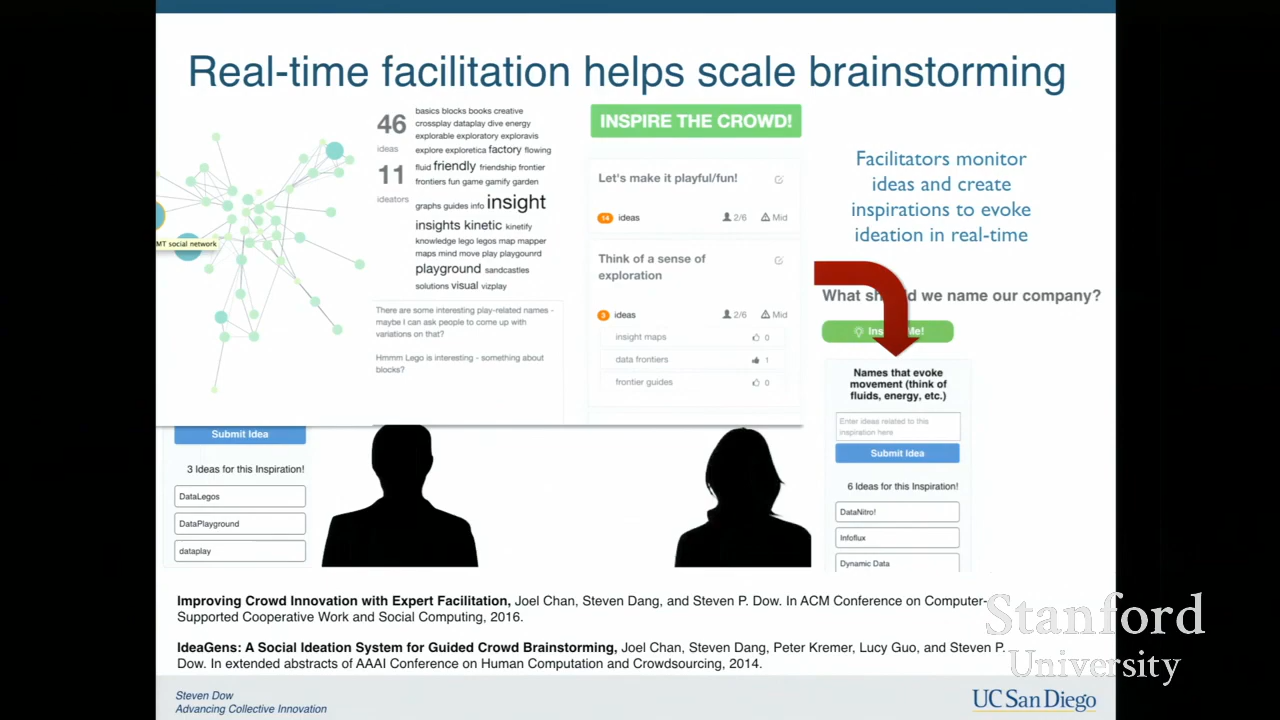 Real-time facilitation helps scale brainstorming
46
ideas
11
ideators
basics blocks books creative
crossplay dataplay dive energy
explorable exploratory exploravis
explore exploretica factory flowing
fluid friendly friendship frontier
frontiers fun game gamify garden
graphs guides info insight
insights kinetic kinetify
knowledge lego legos map mapper
maps mind move play playgounrd
playground sandcastles
solutions visual vizplay
There are some interesting play-related names -
maybe I can ask people to come up with
variations on that?
Hmmm Lego is interesting - something about
blocks?
MT social network
INSPIRE THE CROWD!
Let's make it playful/fun!
14 ideas 2/6 Mid
Think of a sense of
exploration
3 ideas 2/6 Mid
insight maps 0
data frontiers 1
frontier guides 0
Facilitators monitor
ideas and create
inspirations to evoke
ideation in real-time
What sh d we name our company?
Ins Me!
Names that evoke
movement (think of
fluids, energy, etc.)
Enter ideas related to this
inspiration here
Submit Idea
6 Ideas for this Inspiration!
DataNitro!
Infoflux
Dynamic Data
Submit Idea
3 Ideas for this Inspiration!
DataLegos
DataPlayground
dataplay
Improving Crowd Innovation with Expert Facilitation, Joel Chan, Steven Dang, and Steven P. Dow. In ACM Conference on Computer-
Supported Cooperative Work and Social Computing, 2016.
IdeaGens: A Social Ideation System for Guided Crowd Brainstorming, Joel Chan, Steven Dang, Peter Kremer, Lucy Guo, and Steven P.
Dow. In extended abstracts of AAAI Conference on Human Computation and Crowdsourcing, 2014.
Stanford
University
Steven Dow
Advancing Collective Innovation
UC San Diego